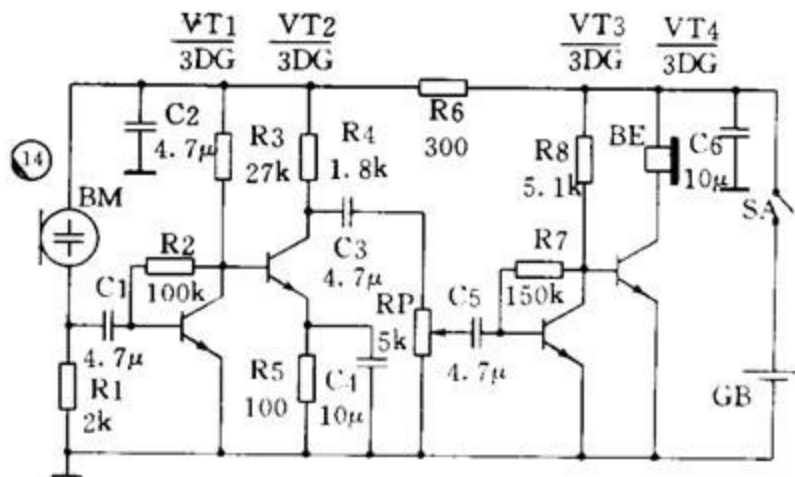 VT1
3DG
VT2
3DG
VT3
3DG
VT4
3DG
C2
4.7μ
R3
27k
R4
1.8k
R6
300
R8
5.1k
BE
C6
10μ
14
BM
SA
R2
100k
C3
4.7μ
R7
150k
C1
4.7μ
RP
5k
C5
4.7μ
R1
2k
R5
100
C4
10μ
GB